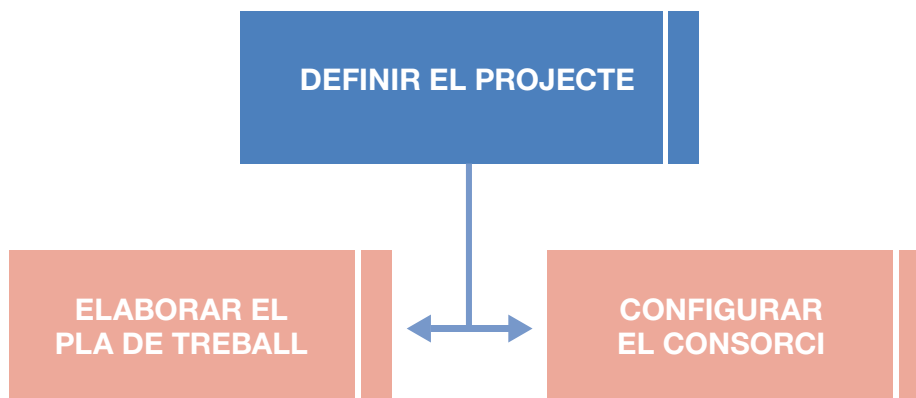 DEFINIR EL PROJECTE
ELABORAR EL
PLA DE TREBALL
CONFIGURAR
EL CONSORCI